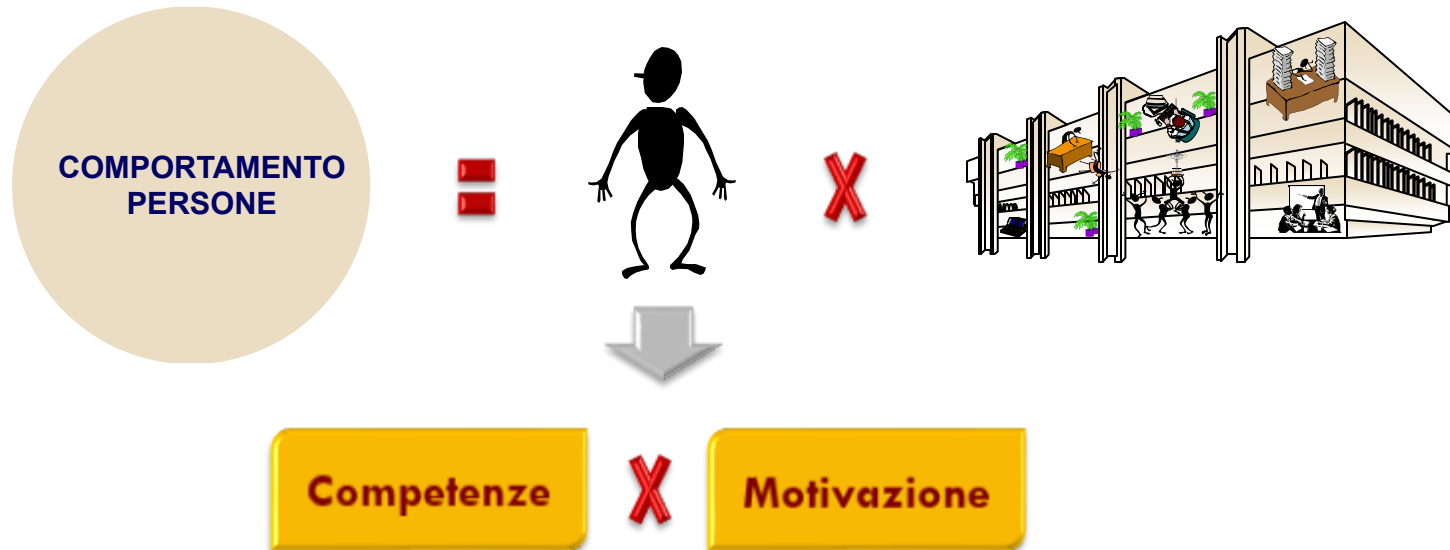 COMPORTAMENTO
PERSONE
=
X
X
Competenze
Motivazione